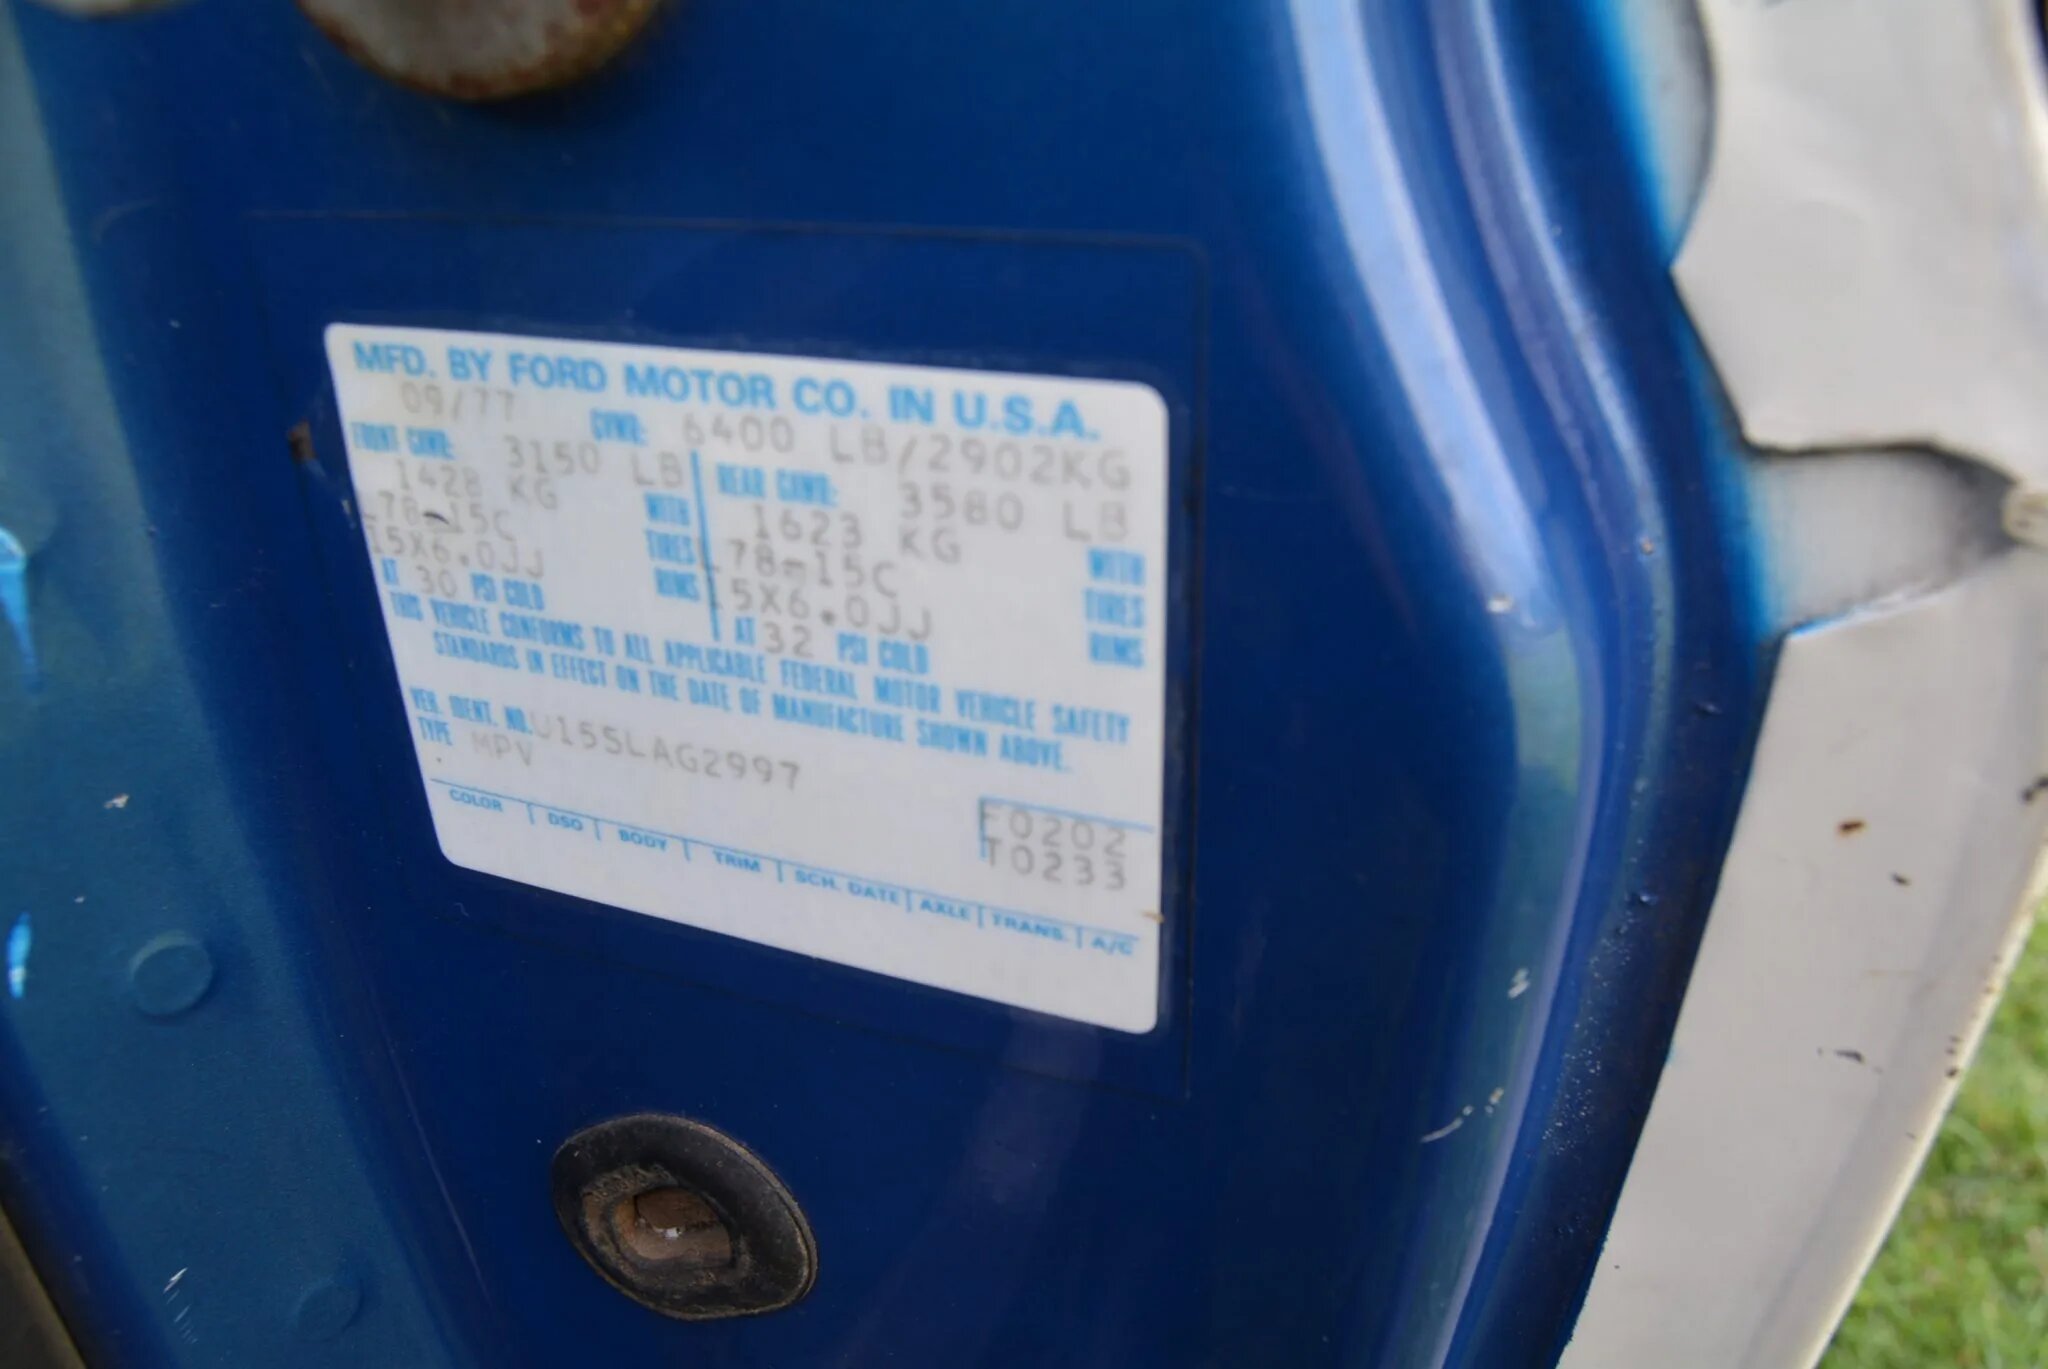 MFD. BY FORD MOTOR CO. IN U.S.A.
09/77 GVWR: 6400 LB/2902KG
FRONT GAWR: 3150 LB REAR GAWR: 3580 LB
1428 KG WITH 1623 KG WITH
L78-15C TIRES L78-15C TIRES
15X6.0JJ RIMS 15X6.0JJ RIMS
AT 30 PSI COLD AT 32 PSI COLD
THIS VEHICLE CONFORMS TO ALL APPLICABLE FEDERAL MOTOR VEHICLE SAFETY
STANDARDS IN EFFECT ON THE DATE OF MANUFACTURE SHOWN ABOVE.
VEH. IDENT. NO. U15SLAG2997
TYPE MPV
F0202
T0233
COLOR DSO BODY TRIM SCH. DATE AXLE TRANS. A/C